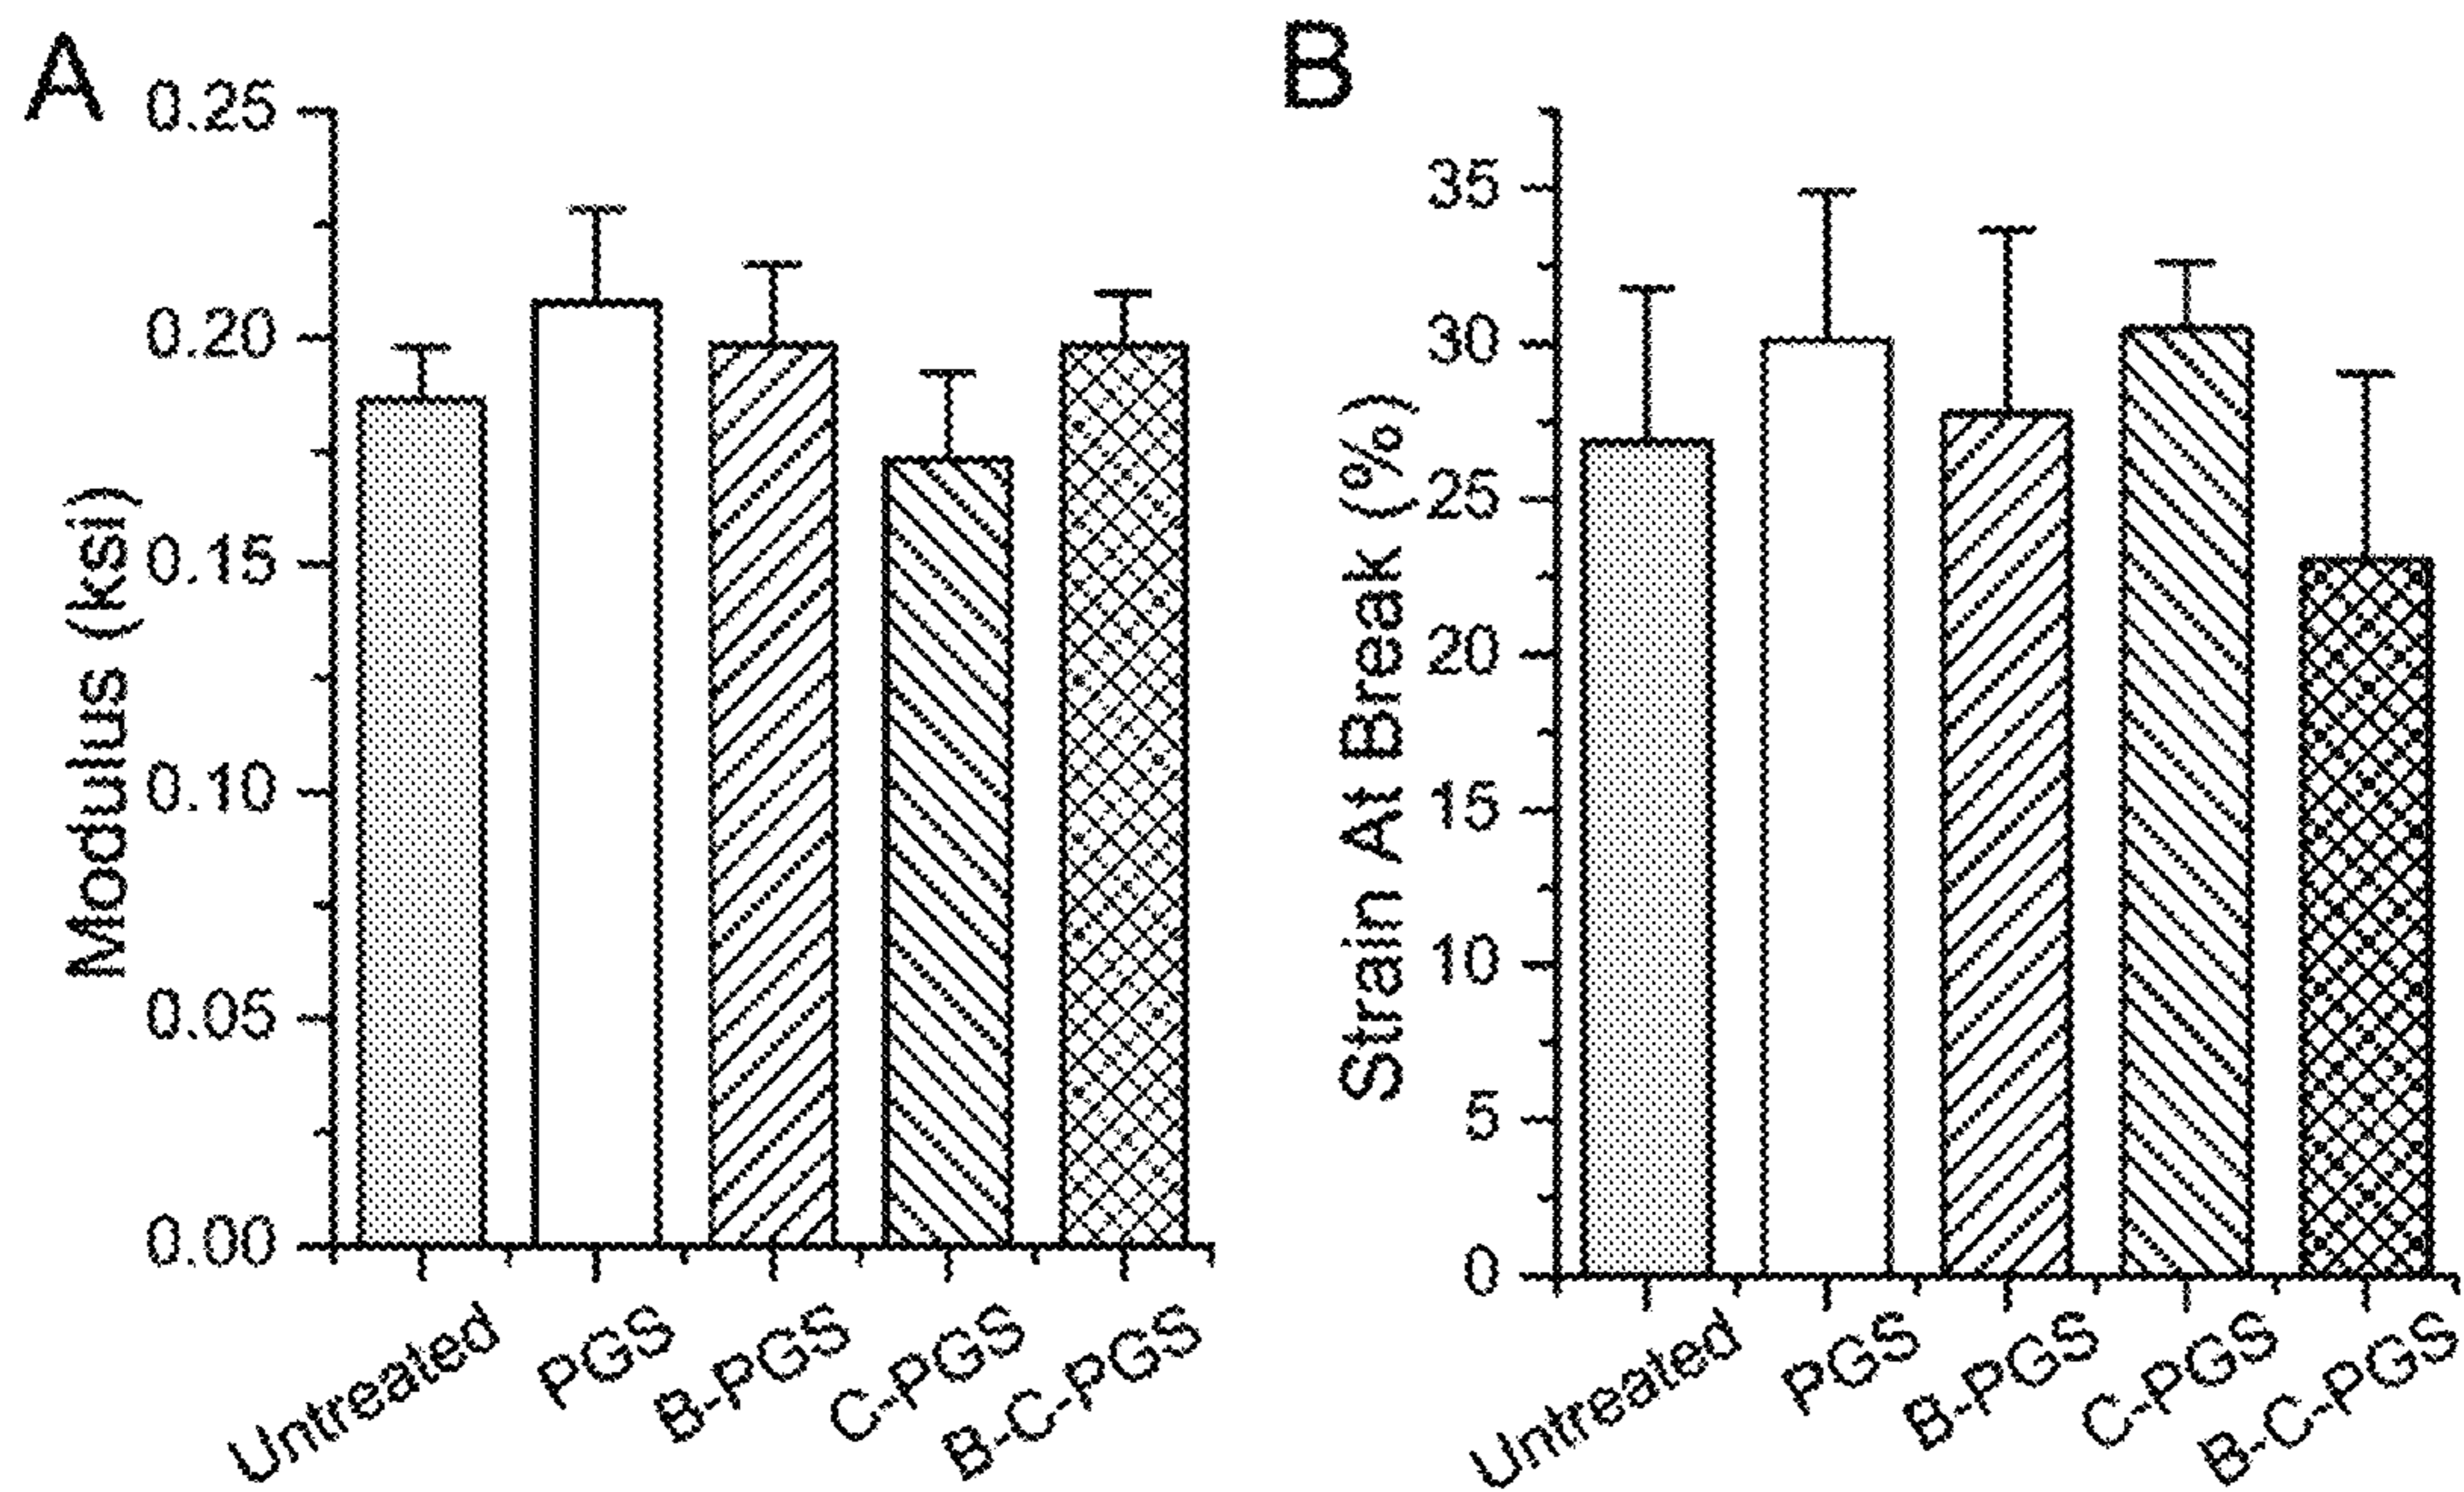 A
0.25
0.20
0.15
0.10
0.05
0.00
Modulus (ksi)
Untreated
PGS
B-PGS
C-PGS
B-C-PGS
B
35
30
25
20
15
10
5
0
Strain At Break (%)
Untreated
PGS
B-PGS
C-PGS
B-C-PGS